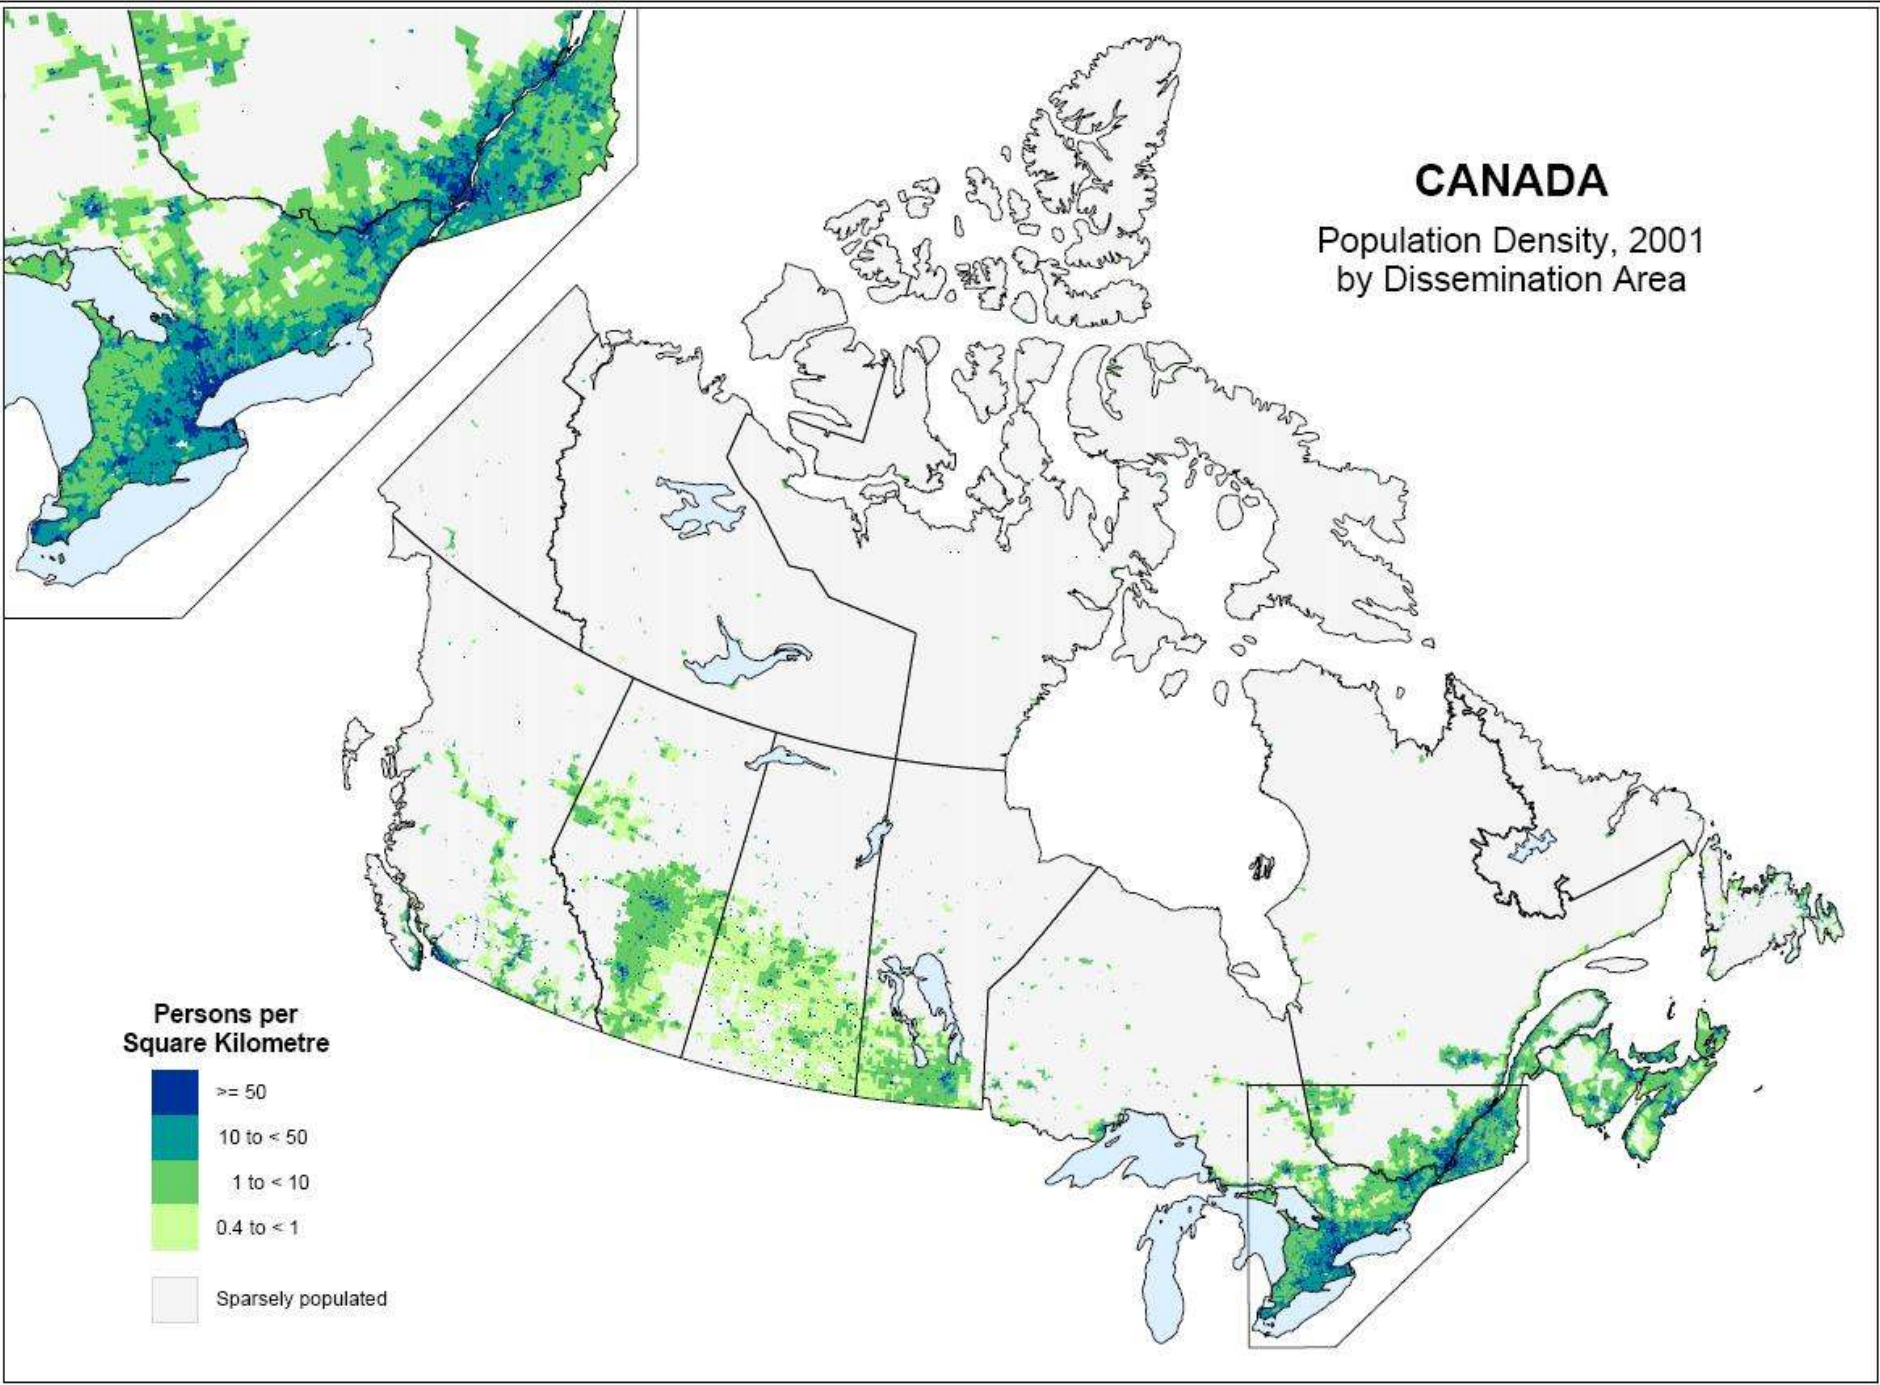 CANADA
Population Density, 2001
by Dissemination Area
Persons per
Square Kilometre
>= 50
10 to < 50
1 to < 10
0.4 to < 1
Sparsely populated